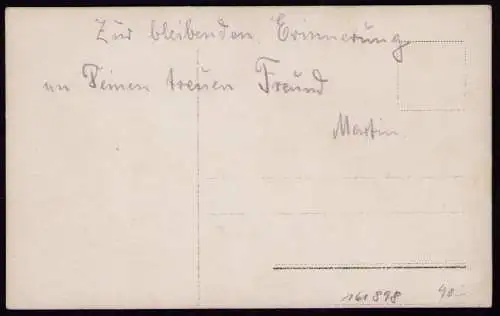 Zur bleibenden Erinnerung
an Deinen treuen Freund
Martin
161898 40.-